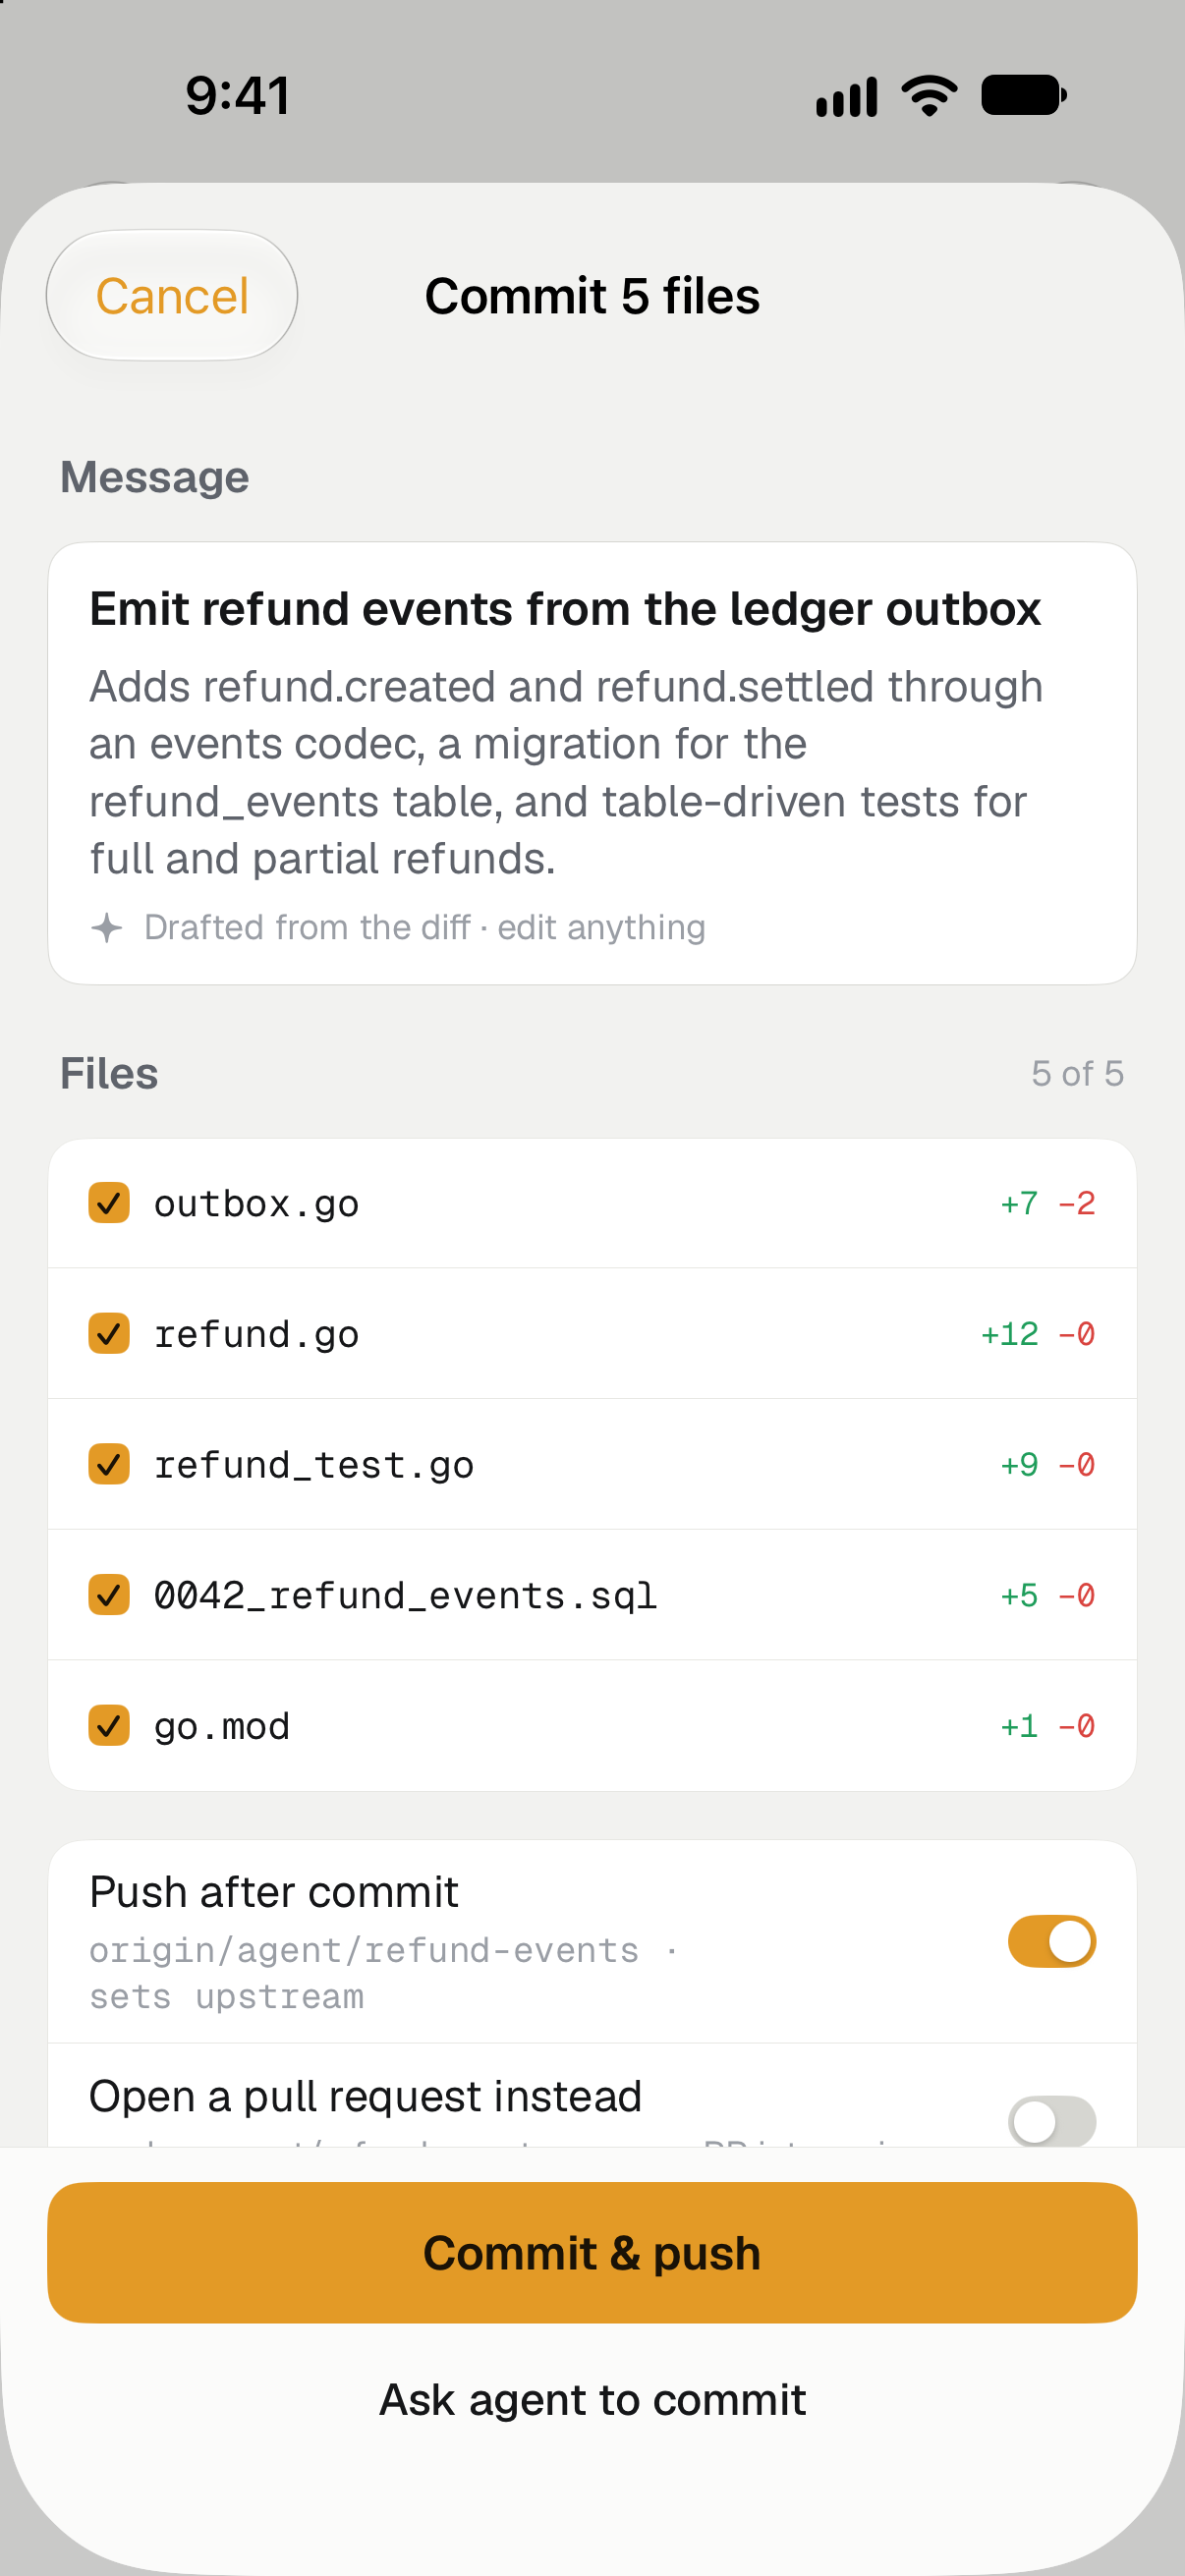 9:41
Cancel
Commit 5 files
Message
Emit refund events from the ledger outbox
Adds refund.created and refund.settled through
an events codec, a migration for the
refund_events table, and table-driven tests for
full and partial refunds.
Drafted from the diff · edit anything
Files
5 of 5
outbox.go +7 -2
refund.go +12 -0
refund_test.go +9 -0
0042_refund_events.sql +5 -0
go.mod +1 -0
Push after commit
origin/agent/refund-events ·
sets upstream
Open a pull request instead
Commit & push
Ask agent to commit